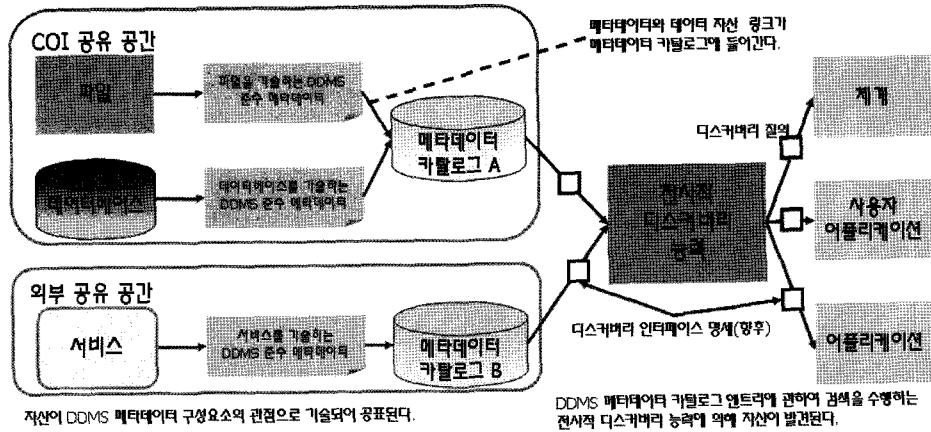 COI 공유 공간
파일
파일을 기술하는 DDMS
준수 메타데이터
데이터베이스
데이터베이스를 기술하는
DDMS 준수 메타데이터
메타데이터
카탈로그 A
메타데이터와 데이터 자산 링크가
메타데이터 카탈로그에 들어간다.
외부 공유 공간
서비스
서비스를 기술하는
DDMS 준수 메타데이터
메타데이터
카탈로그 B
전사적
디스커버리
능력
디스커버리 질의
체계
사용자
어플리케이션
어플리케이션
디스커버리 인터페이스 명세(향후)
자산이 DDMS 메타데이터 구성요소의 관점으로 기술되어 공표된다.
DDMS 메타데이터 카탈로그 엔트리에 관하여 검색을 수행하는
전사적 디스커버리 능력에 의해 자산이 발견된다.